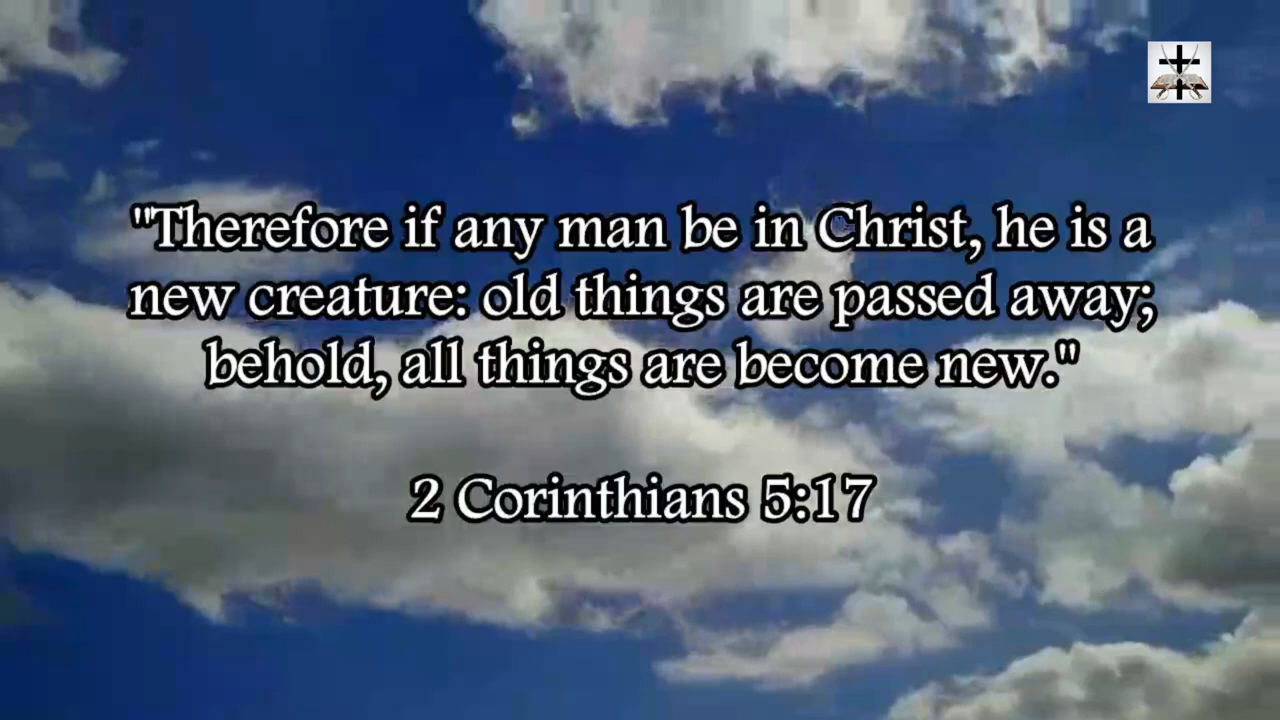 "Therefore if any man be in Christ, he is a
new creature: old things are passed away;
behold, all things are become new."
2 Corinthians 5:17